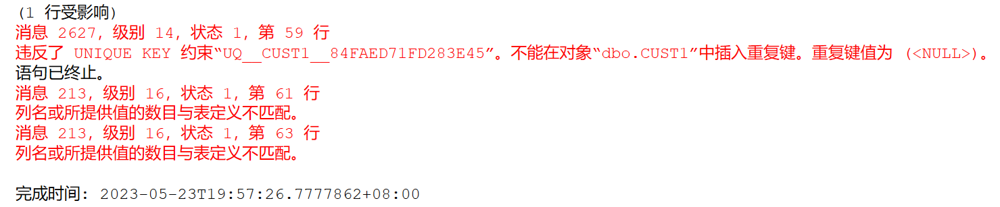 (1 行受影响)
消息 2627，级别 14，状态 1，第 59 行
违反了 UNIQUE KEY 约束“UQ__CUST1__84FAED71FD283E45”。不能在对象“dbo.CUST1”中插入重复键。重复键值为 (<NULL>)。
语句已终止。
消息 213，级别 16，状态 1，第 61 行
列名或所提供值的数目与表定义不匹配。
消息 213，级别 16，状态 1，第 63 行
列名或所提供值的数目与表定义不匹配。
完成时间: 2023-05-23T19:57:26.7777862+08:00